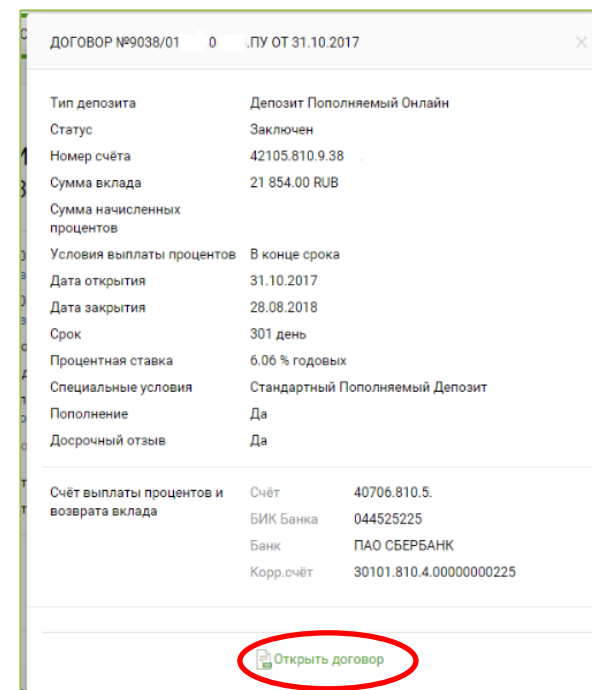 ДОГОВОР №9038/01 0 .ПУ ОТ 31.10.2017
Тип депозита Депозит Пополняемый Онлайн
Статус Заключен
Номер счёта 42105.810.9.38
Сумма вклада 21 854.00 RUB
Сумма начисленных
процентов
Условия выплаты процентов В конце срока
Дата открытия 31.10.2017
Дата закрытия 28.08.2018
Срок 301 день
Процентная ставка 6.06 % годовых
Специальные условия Стандартный Пополняемый Депозит
Пополнение Да
Досрочный отзыв Да
Счёт выплаты процентов и Счёт 40706.810.5.
возврата вклада БИК Банка 044525225
Банк ПАО СБЕРБАНК
Корр.счёт 30101.810.4.00000000225
Открыть договор